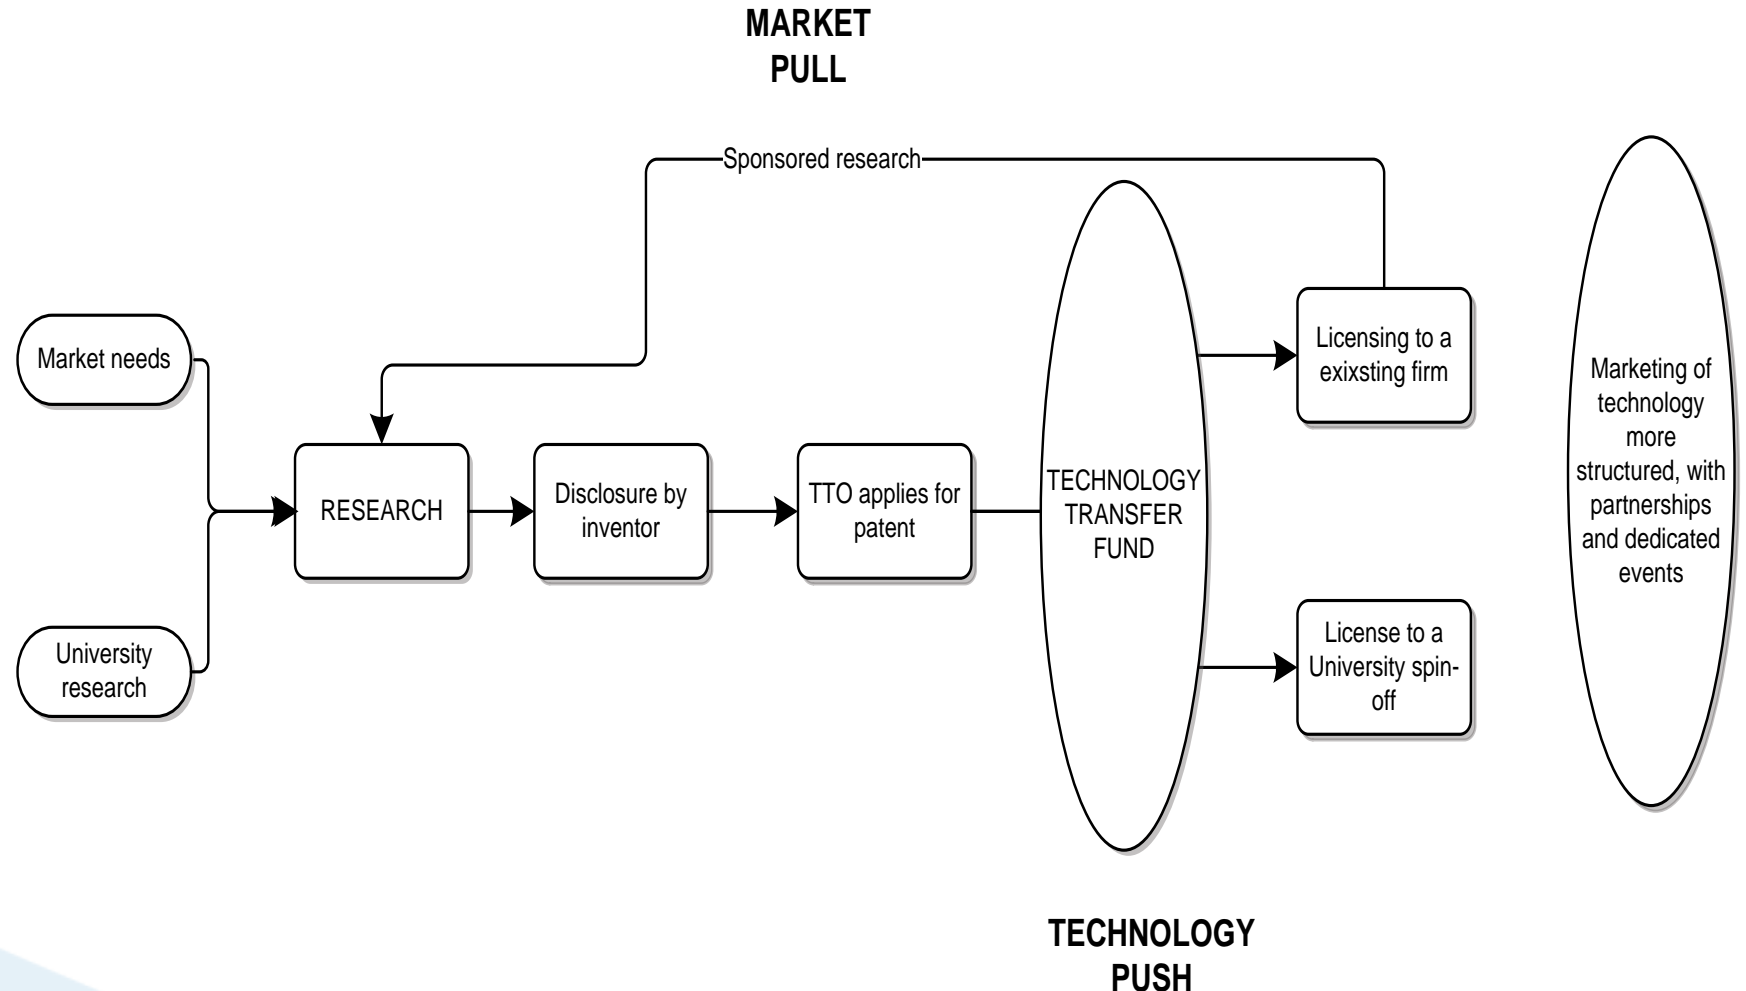 MARKET
PULL
Sponsored research
Market needs
University
research
RESEARCH
Disclosure by
inventor
TTO applies for
patent
TECHNOLOGY
TRANSFER
FUND
Licensing to a
exixsting firm
License to a
University spin-
off
Marketing of
technology
more
structured, with
partnerships
and dedicated
events
TECHNOLOGY
PUSH